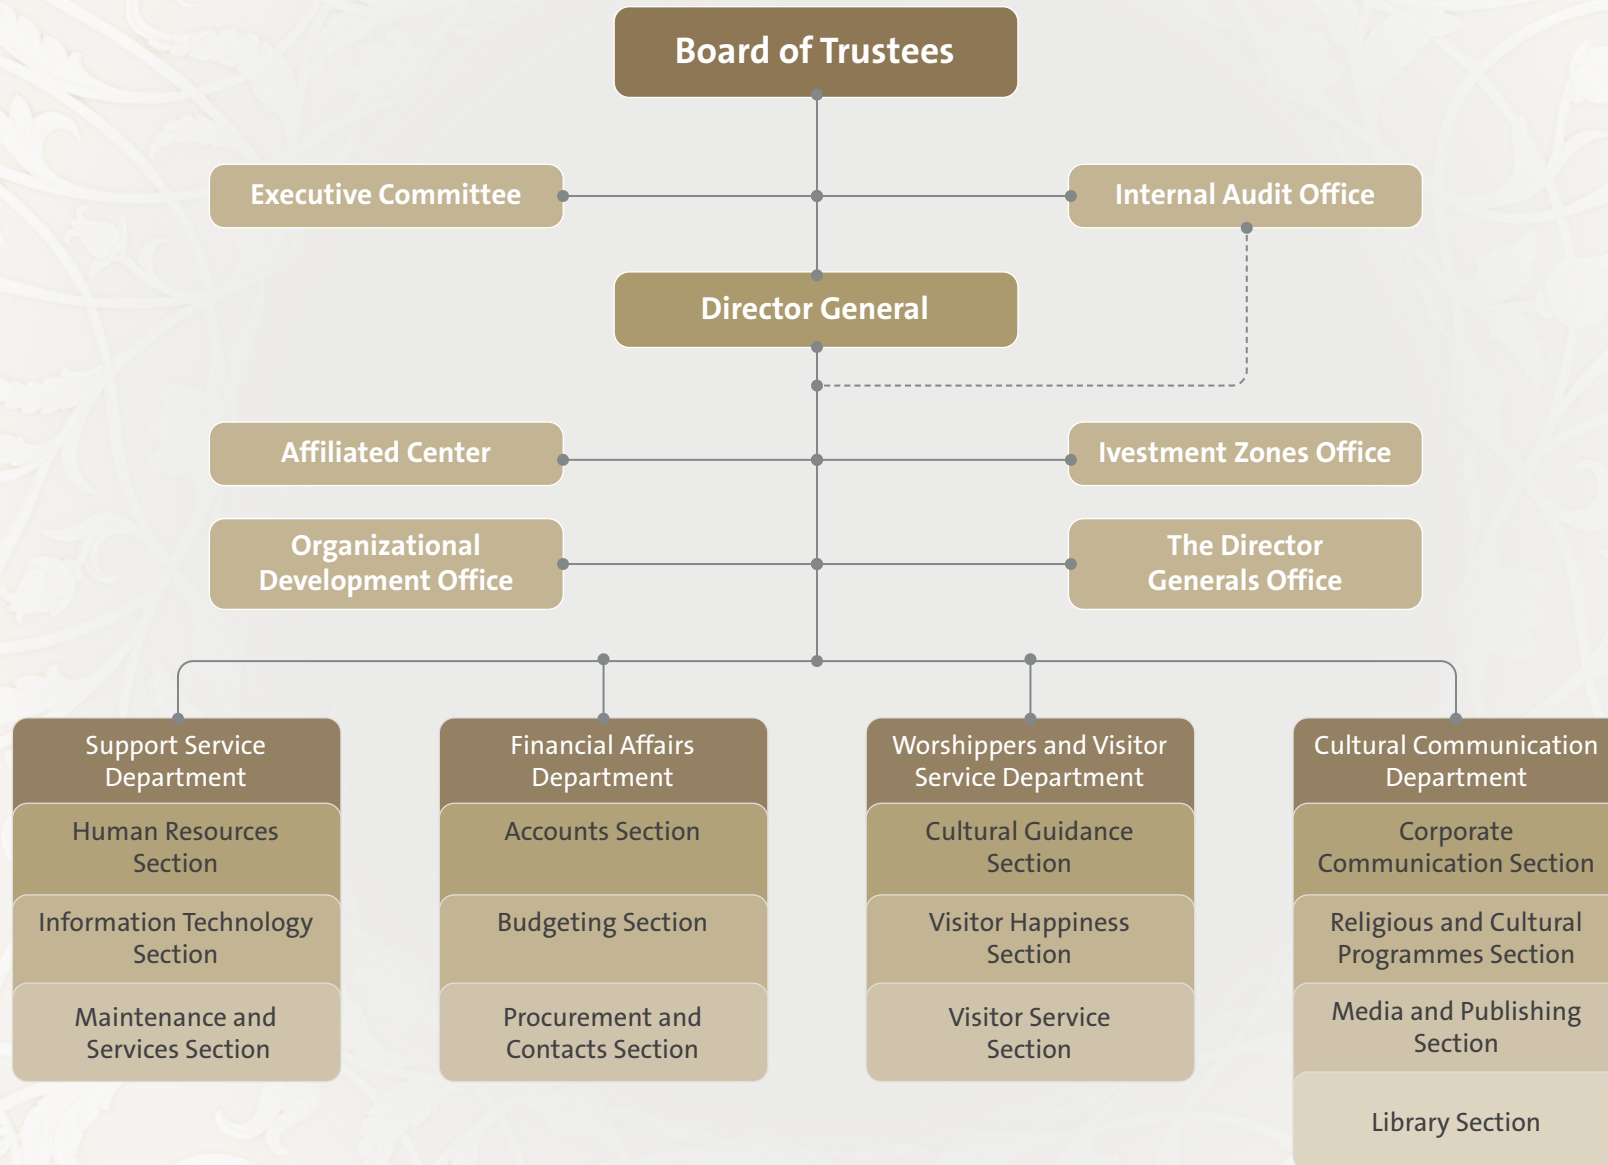 Board of Trustees
Executive Committee
Internal Audit Office
Director General
Affiliated Center
Ivestment Zones Office
Organizational
Development Office
The Director
Generals Office
Support Service
Department
Human Resources
Section
Information Technology
Section
Maintenance and
Services Section
Financial Affairs
Department
Accounts Section
Budgeting Section
Procurement and
Contacts Section
Worshippers and Visitor
Service Department
Cultural Guidance
Section
Visitor Happiness
Section
Visitor Service
Section
Cultural Communication
Department
Corporate
Communication Section
Religious and Cultural
Programmes Section
Media and Publishing
Section
Library Section